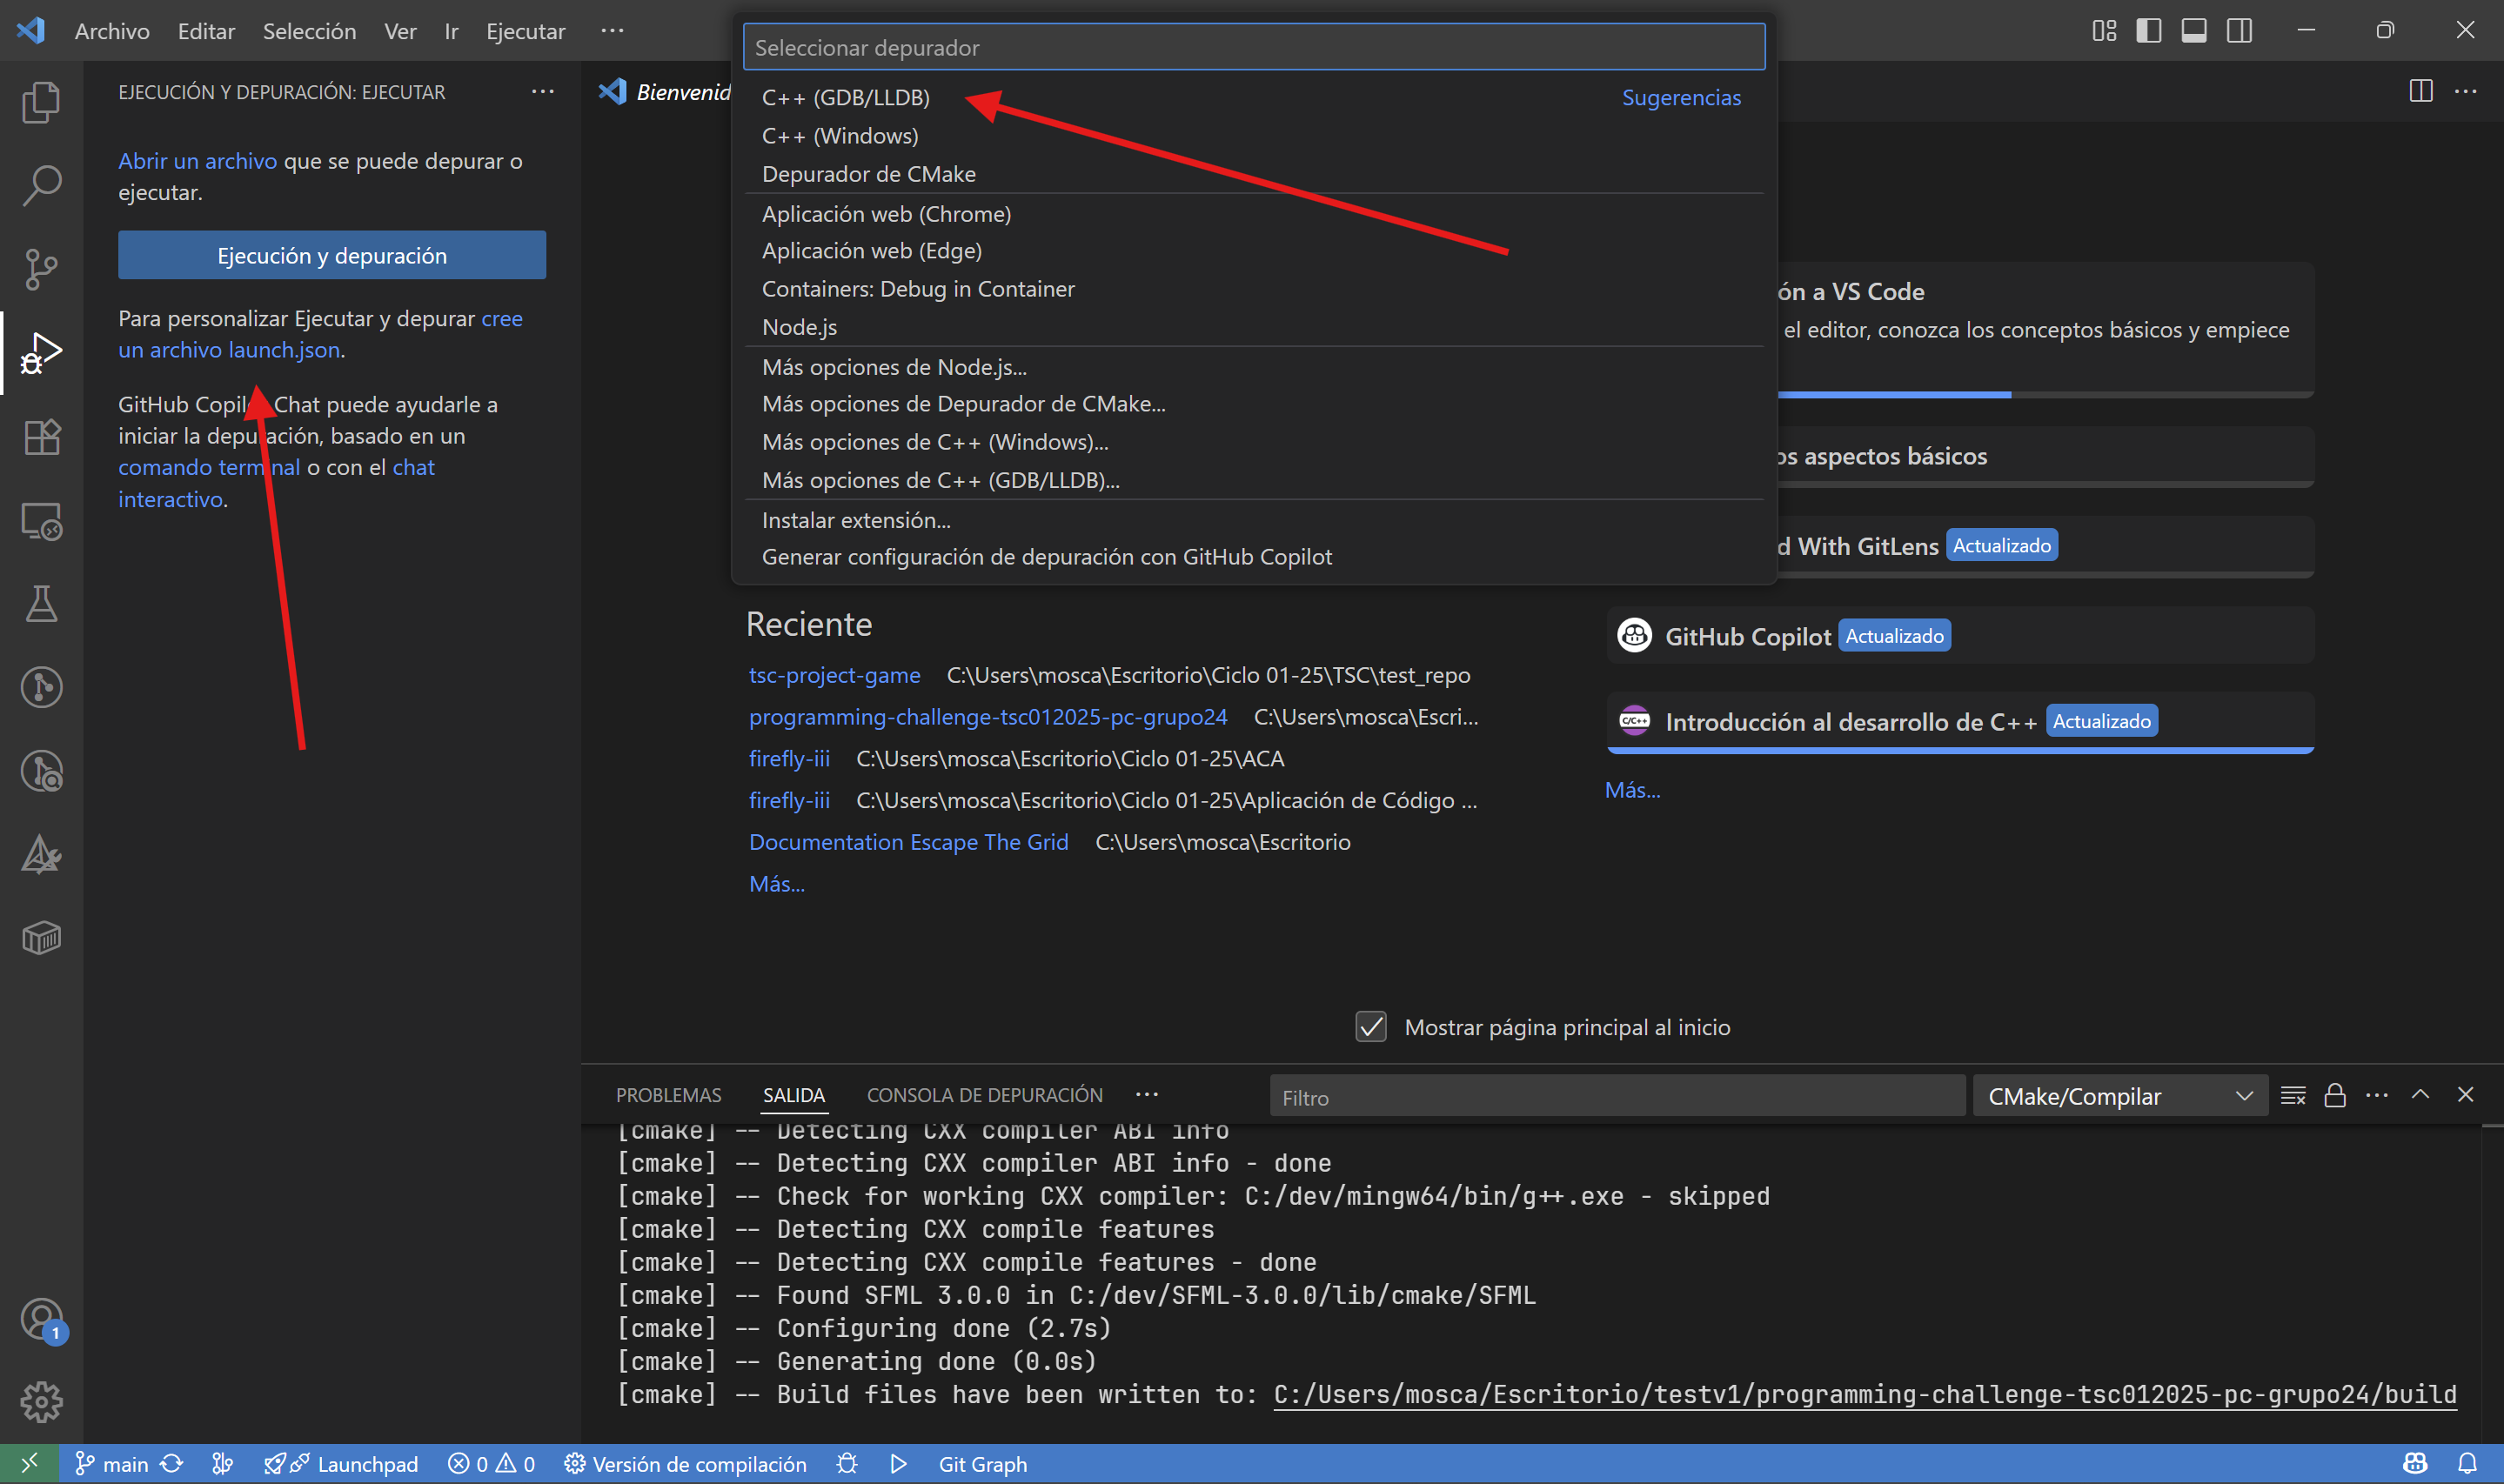 Archivo Editar Selección Ver Ir Ejecutar ···
Seleccionar depurador
C++ (GDB/LLDB) Sugerencias
C++ (Windows)
Depurador de CMake
Aplicación web (Chrome)
Aplicación web (Edge)
Containers: Debug in Container
Node.js
Más opciones de Node.js...
Más opciones de Depurador de CMake...
Más opciones de C++ (Windows)...
Más opciones de C++ (GDB/LLDB)...
Instalar extensión...
Generar configuración de depuración con GitHub Copilot
EJECUCIÓN Y DEPURACIÓN: EJECUTAR ···
Abrir un archivo que se puede depurar o
ejecutar.
Ejecución y depuración
Para personalizar Ejecutar y depurar cree
un archivo launch.json.
GitHub Chat puede ayudarle a
iniciar la depuración, basado en un
comando terminal o con el chat
interactivo.
Bienvenid
ón a VS Code
el editor, conozca los conceptos básicos y empiece
os aspectos básicos
d With GitLens Actualizado
GitHub Copilot Actualizado
C/C++ Introducción al desarrollo de C++ Actualizado
Más...
Reciente
tsc-project-game C:\Users\mosca\Escritorio\Ciclo 01-25\TSC\test_repo
programming-challenge-tsc012025-pc-grupo24 C:\Users\mosca\Escri...
firefly-iii C:\Users\mosca\Escritorio\Ciclo 01-25\ACA
firefly-iii C:\Users\mosca\Escritorio\Ciclo 01-25\Aplicación de Código ...
Documentation Escape The Grid C:\Users\mosca\Escritorio
Más...
Mostrar página principal al inicio
PROBLEMAS SALIDA CONSOLA DE DEPURACIÓN ··· Filtro CMake/Compilar
[cmake] -- Detecting CXX compiler ABI info
[cmake] -- Detecting CXX compiler ABI info - done
[cmake] -- Check for working CXX compiler: C:/dev/mingw64/bin/g++.exe - skipped
[cmake] -- Detecting CXX compile features
[cmake] -- Detecting CXX compile features - done
[cmake] -- Found SFML 3.0.0 in C:/dev/SFML-3.0.0/lib/cmake/SFML
[cmake] -- Configuring done (2.7s)
[cmake] -- Generating done (0.0s)
[cmake] -- Build files have been written to: C:/Users/mosca/Escritorio/testv1/programming-challenge-tsc012025-pc-grupo24/build
1
main Launchpad 0 0 Versión de compilación Git Graph